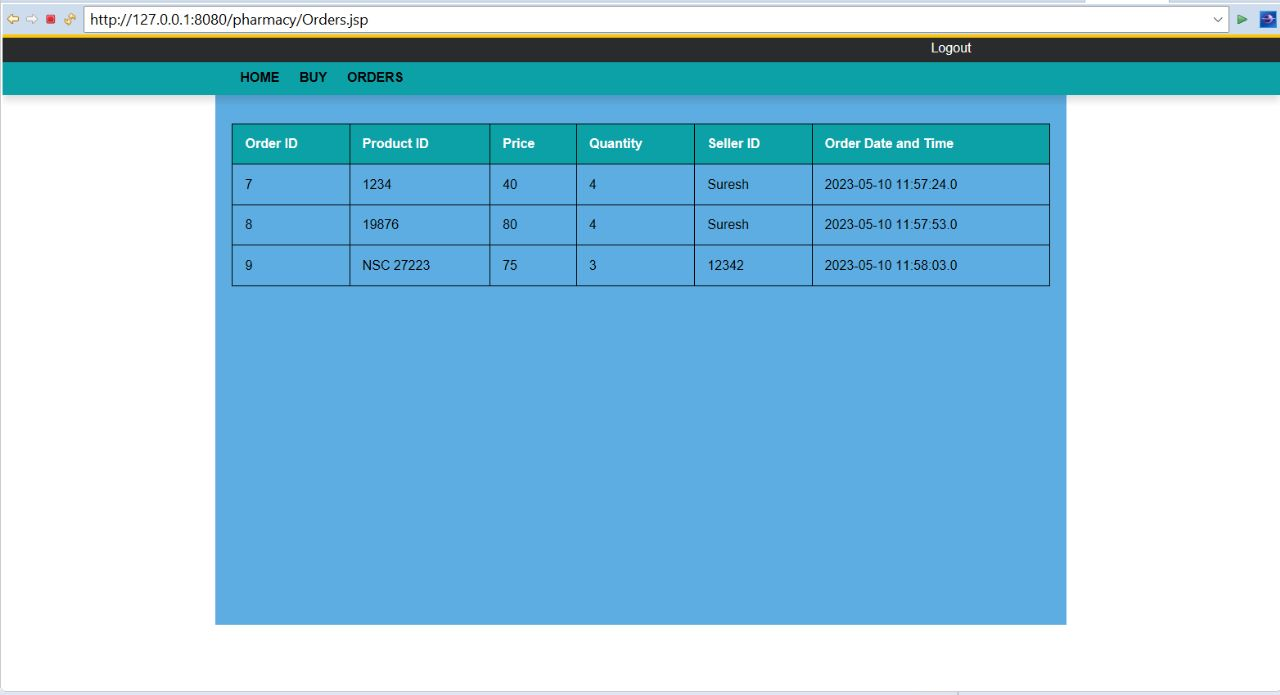 http://127.0.0.1:8080/pharmacy/Orders.jsp
Logout
HOME BUY ORDERS
Order ID Product ID Price Quantity Seller ID Order Date and Time
7 1234 40 4 Suresh 2023-05-10 11:57:24.0
8 19876 80 4 Suresh 2023-05-10 11:57:53.0
9 NSC 27223 75 3 12342 2023-05-10 11:58:03.0